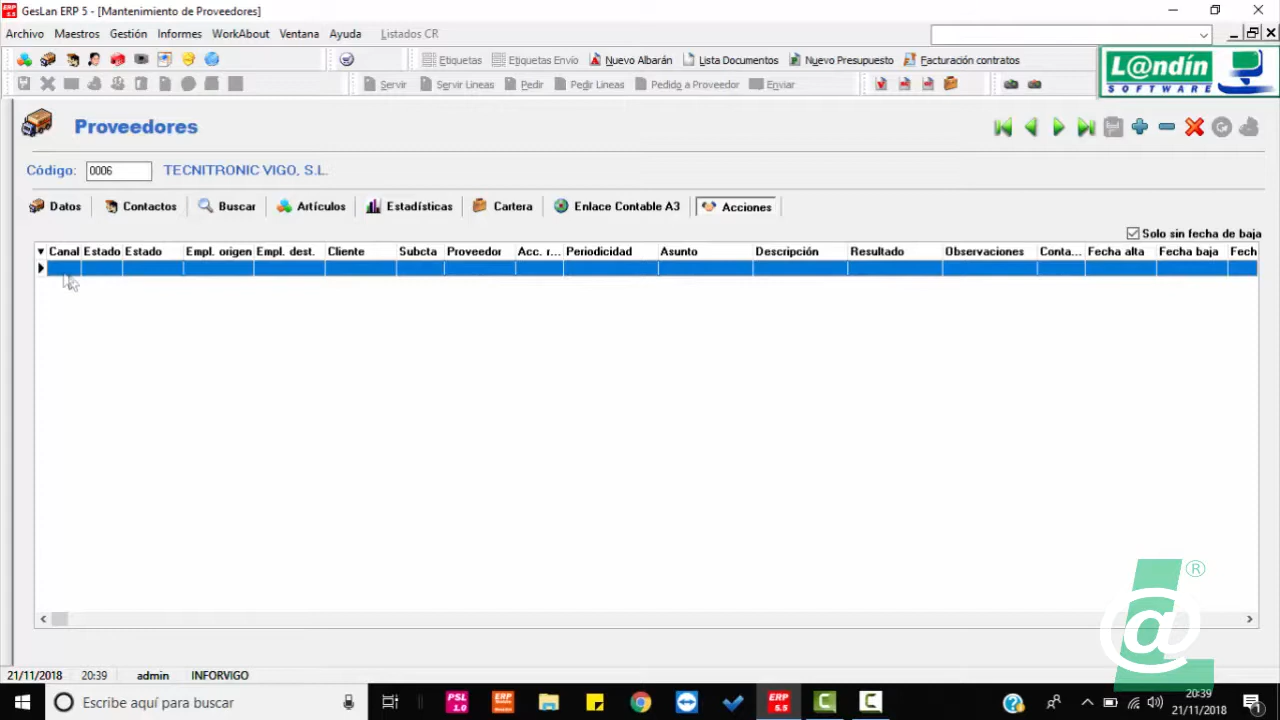 GesLan ERP 5 - [Mantenimiento de Proveedores]
Archivo Maestros Gestión Informes WorkAbout Ventana Ayuda Listados CR
Etiquetas Etiquetas Envío Nuevo Albarán Lista Documentos Nuevo Presupuesto Facturación contratos
L@ndín
SOFTWARE
Servir Servir Lineas Pedir Pedir Lineas Pedido a Proveedor Enviar
Proveedores
Código: 0006 TECNITRONIC VIGO, S.L.
Datos Contactos Buscar Artículos Estadísticas Cartera Enlace Contable A3 Acciones
Solo sin fecha de baja
Canal Estado Estado Empl. origen Empl. dest. Cliente Subcta Proveedor Acc. r... Periodicidad Asunto Descripción Resultado Observaciones Conta... Fecha alta Fecha baja Fech
@ ®
21/11/2018 20:39 admin INFORVIGO
Escribe aquí para buscar
PSL 1.0
ERP
ERP 5.5
C C
20:39
21/11/2018
1